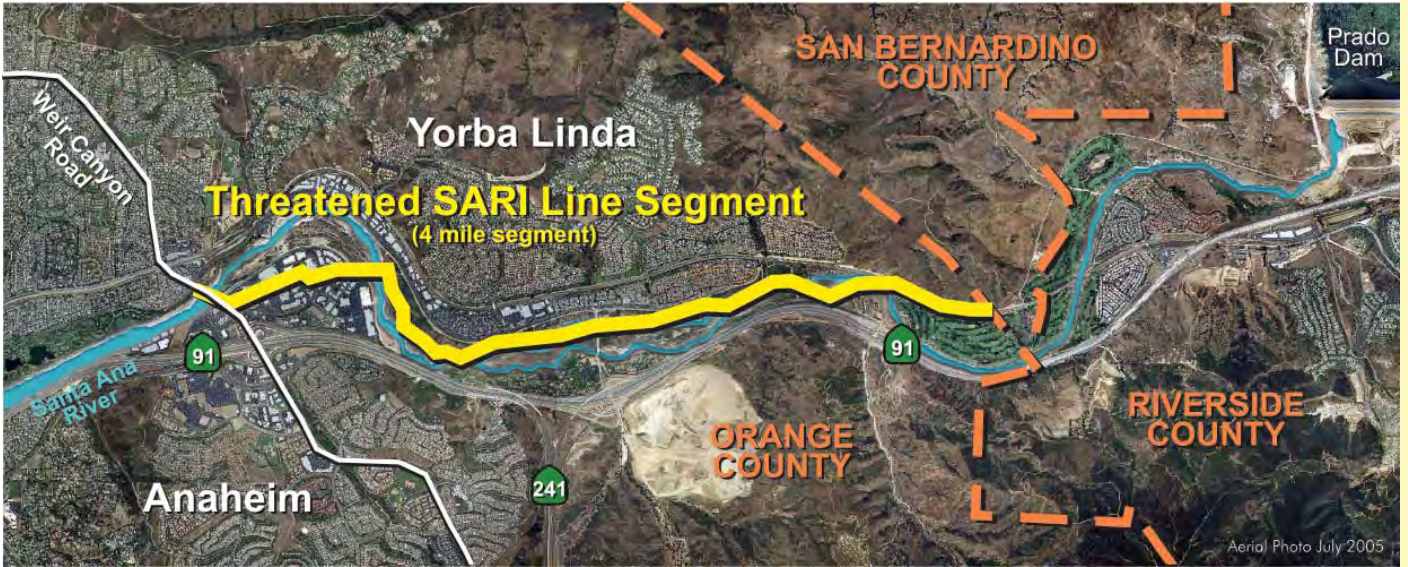 SAN BERNARDINO
COUNTY
Prado
Dam
Weir Canyon
Road
Yorba Linda
Threatened SARI Line Segment
(4 mile segment)
91
91
Santa Ana
River
RIVERSIDE
COUNTY
ORANGE
COUNTY
241
Anaheim
Aerial Photo July 2005